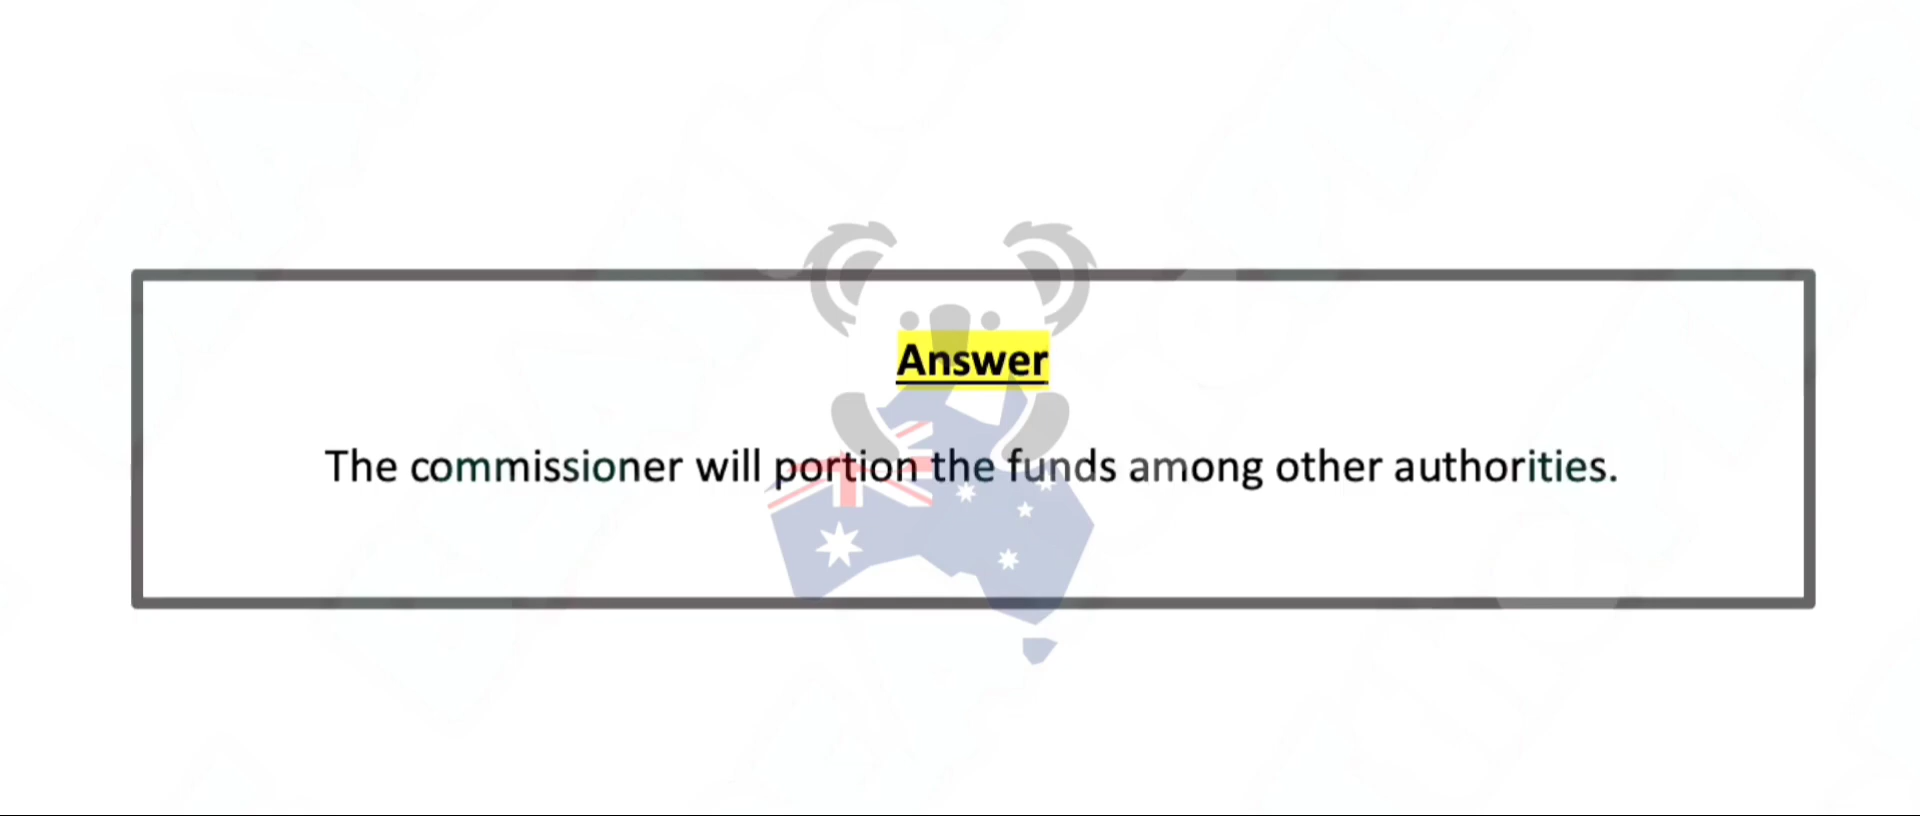 Answer
The commissioner will portion the funds among other authorities.